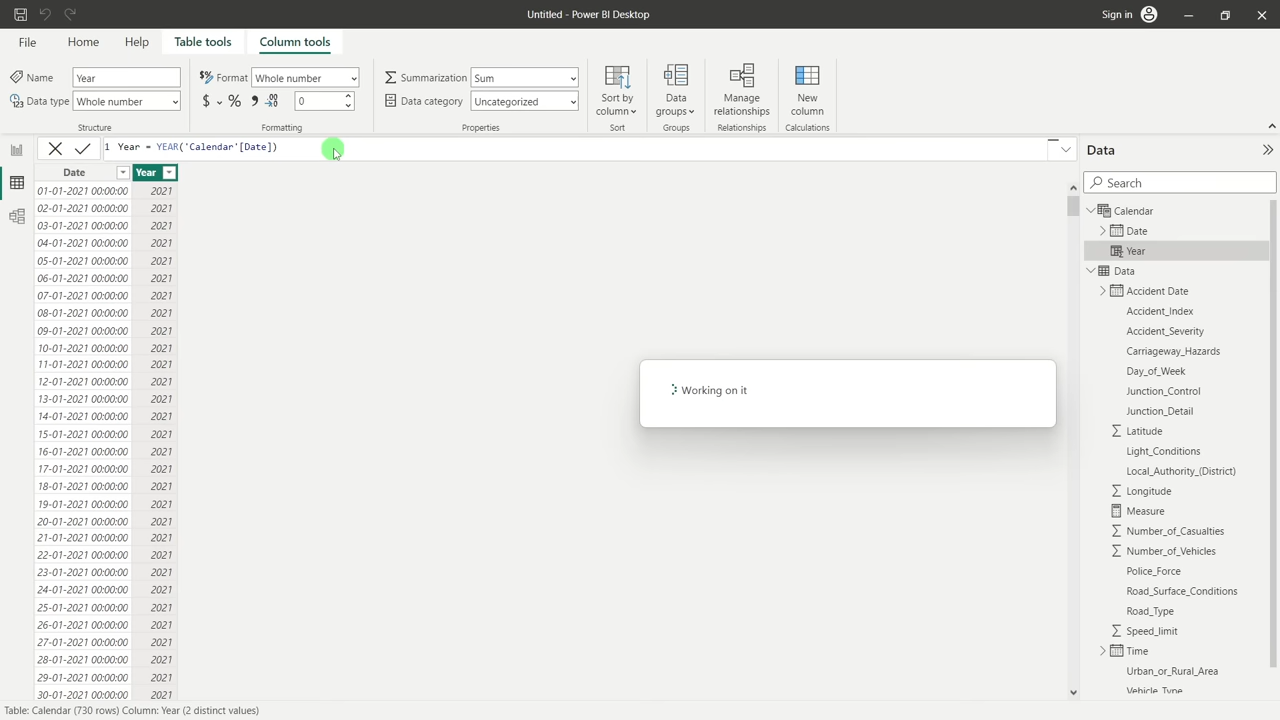 Untitled - Power BI Desktop
Sign in
File
Home
Help
Table tools
Column tools
Name
Year
Format
Whole number
Summarization
Sum
Data type
Whole number
$
%
0
Data category
Uncategorized
Sort by
column
Data
groups
Manage
relationships
New
column
Structure
Formatting
Properties
Sort
Groups
Relationships
Calculations
1 Year = YEAR('Calendar'[Date])
Date
Year
01-01-2021 00:00:00 2021
02-01-2021 00:00:00 2021
03-01-2021 00:00:00 2021
04-01-2021 00:00:00 2021
05-01-2021 00:00:00 2021
06-01-2021 00:00:00 2021
07-01-2021 00:00:00 2021
08-01-2021 00:00:00 2021
09-01-2021 00:00:00 2021
10-01-2021 00:00:00 2021
11-01-2021 00:00:00 2021
12-01-2021 00:00:00 2021
13-01-2021 00:00:00 2021
14-01-2021 00:00:00 2021
15-01-2021 00:00:00 2021
16-01-2021 00:00:00 2021
17-01-2021 00:00:00 2021
18-01-2021 00:00:00 2021
19-01-2021 00:00:00 2021
20-01-2021 00:00:00 2021
21-01-2021 00:00:00 2021
22-01-2021 00:00:00 2021
23-01-2021 00:00:00 2021
24-01-2021 00:00:00 2021
25-01-2021 00:00:00 2021
26-01-2021 00:00:00 2021
27-01-2021 00:00:00 2021
28-01-2021 00:00:00 2021
29-01-2021 00:00:00 2021
30-01-2021 00:00:00 2021
Working on it
Data
Search
Calendar
Date
Year
Data
Accident Date
Accident_Index
Accident_Severity
Carriageway_Hazards
Day_of_Week
Junction_Control
Junction_Detail
Latitude
Light_Conditions
Local_Authority_(District)
Longitude
Measure
Number_of_Casualties
Number_of_Vehicles
Police_Force
Road_Surface_Conditions
Road_Type
Speed_limit
Time
Urban_or_Rural_Area
Vehicle_Type
Table: Calendar (730 rows) Column: Year (2 distinct values)